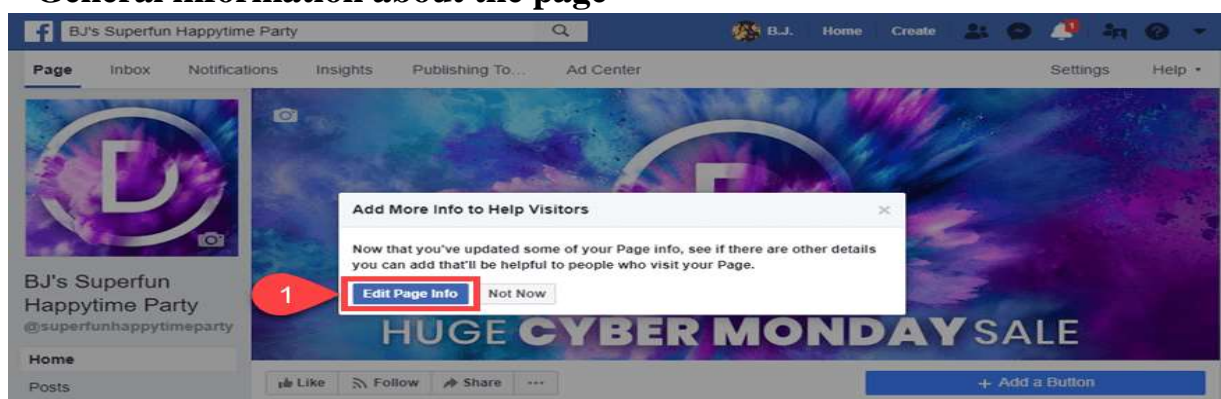 General information about the page
f BJ's Superfun Happytime Party B.J. Home Create 1
Page Inbox Notifications Insights Publishing To... Ad Center Settings Help
D
D
Add More Info to Help Visitors
Now that you've updated some of your Page info, see if there are other details
you can add that'll be helpful to people who visit your Page.
1 Edit Page Info Not Now
BJ's Superfun
Happytime Party
@superfunhappytimeparty
HUGE CYBER MONDAY SALE
Home
Posts
Like Follow Share ...
+ Add a Button